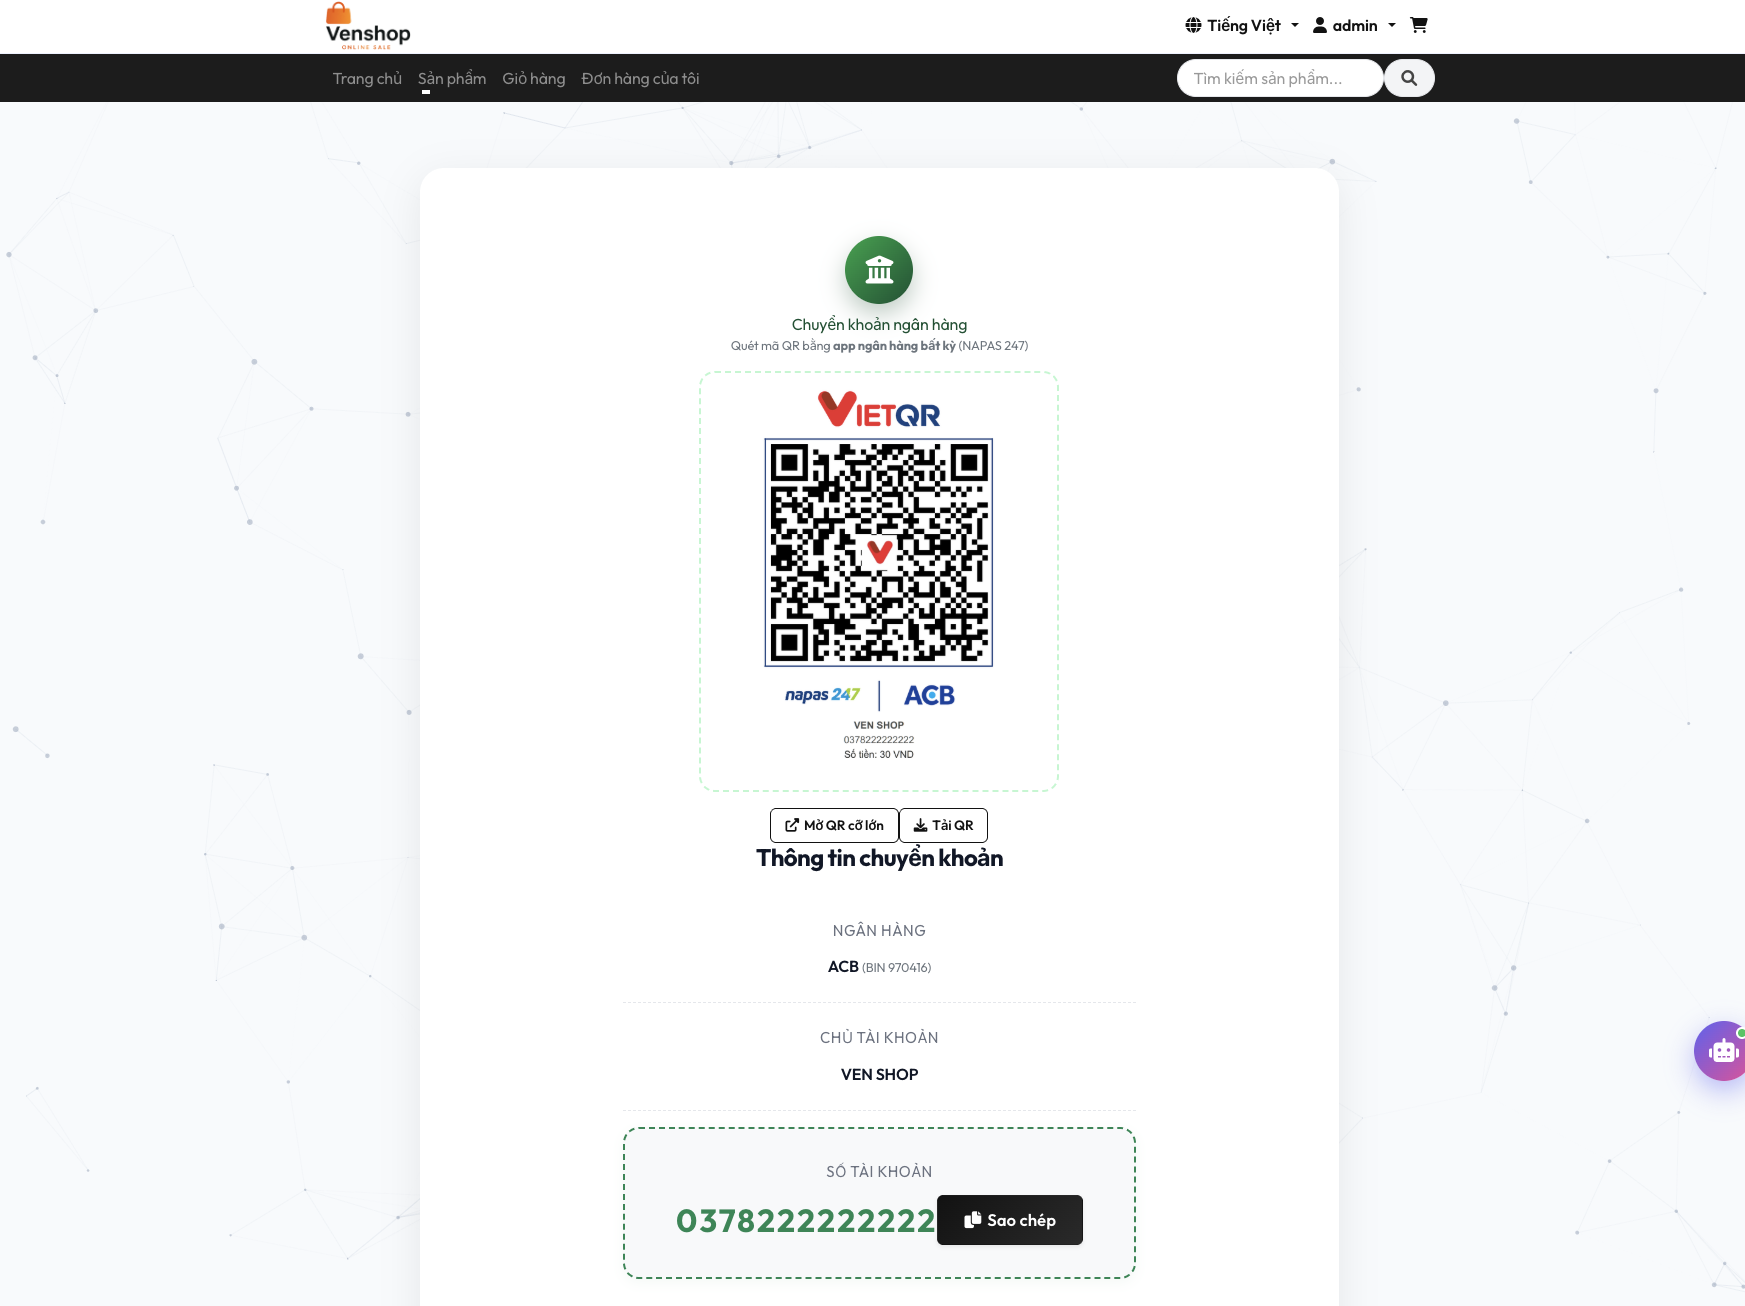 Venshop
ONLINE SALE
Tiếng Việt
admin
Trang chủ
Sản phẩm
Giỏ hàng
Đơn hàng của tôi
Tìm kiếm sản phẩm...
Chuyển khoản ngân hàng
Quét mã QR bằng app ngân hàng bất kỳ (NAPAS 247)
VIETQR
napas 247
ACB
VEN SHOP
0378222222222
Số tiền: 30 VND
Mở QR cỡ lớn
Tải QR
Thông tin chuyển khoản
NGÂN HÀNG
ACB (BIN 970416)
CHỦ TÀI KHOẢN
VEN SHOP
SỐ TÀI KHOẢN
0378222222222
Sao chép